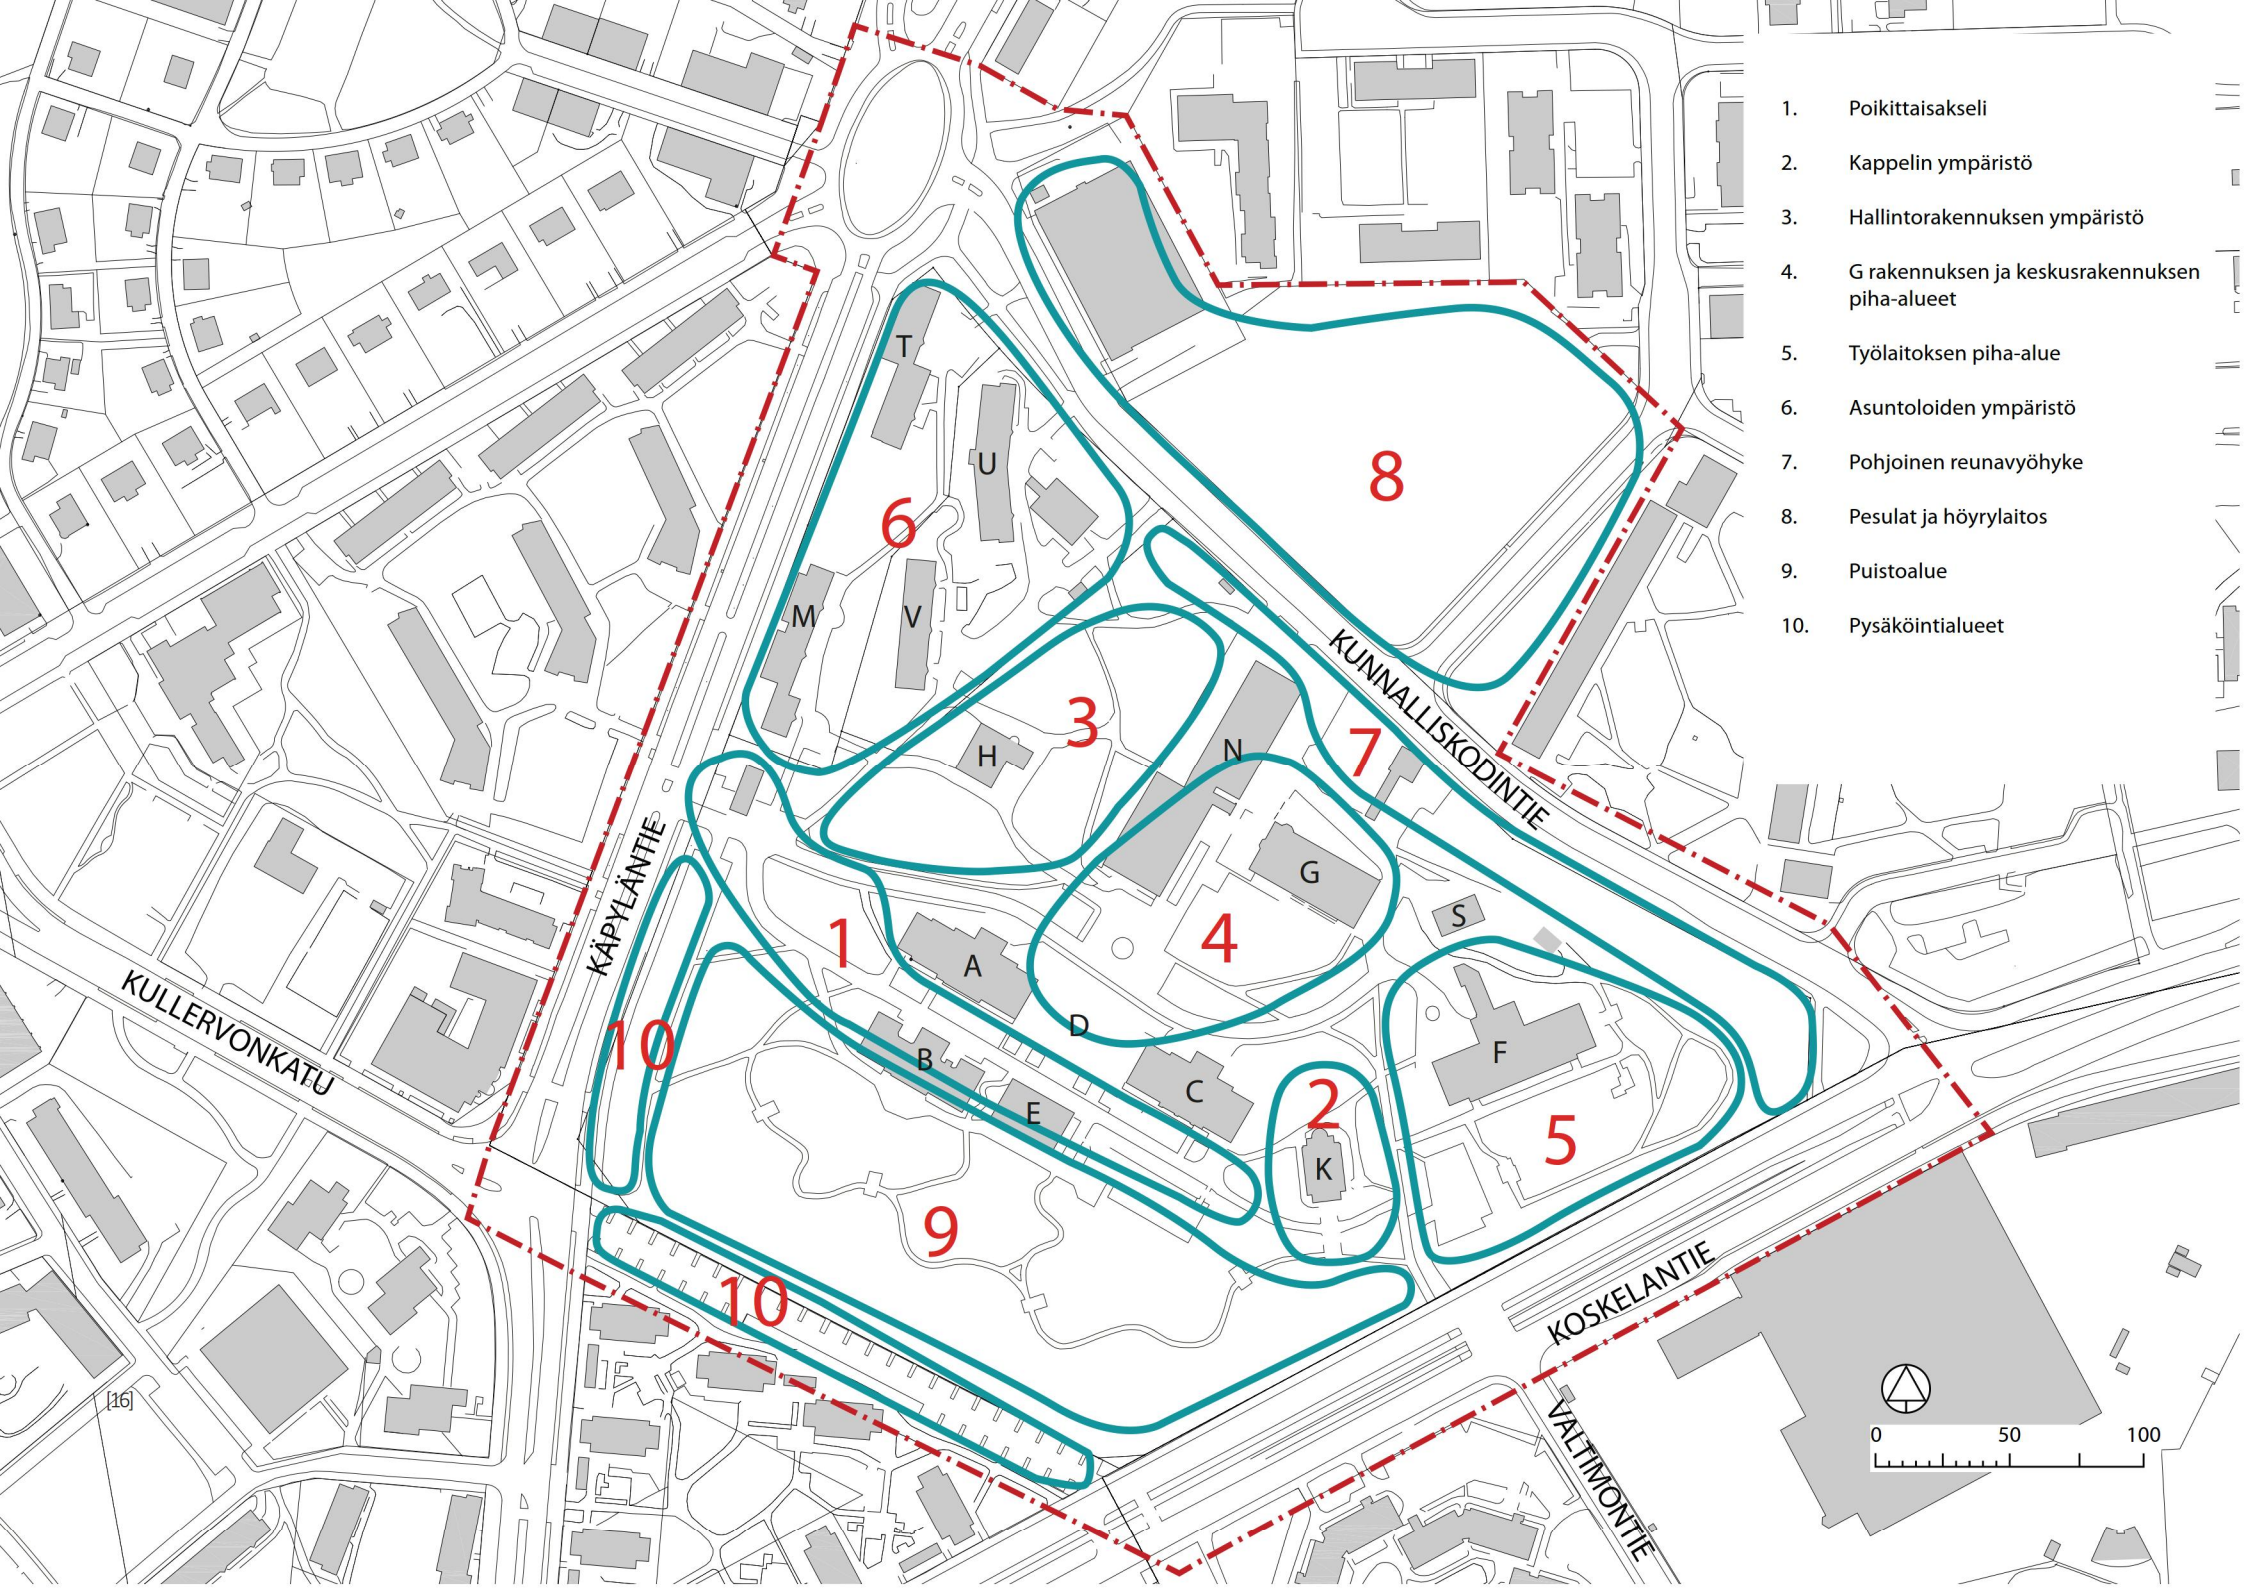 1. Poikittaisakseli
2. Kappelin ympäristö
3. Hallintorakennuksen ympäristö
4. G rakennuksen ja keskusrakennuksen
piha-alueet
5. Työlaitoksen piha-alue
6. Asuntoloiden ympäristö
7. Pohjoinen reunavyöhyke
8. Pesulat ja höyrylaitos
9. Puistoalue
10. Pysäköintialueet
T
U
8
6
M
V
KUNNALLISKODINTIE
3
H
N
7
KÄPYLÄNTIE
G
S
1
4
A
KULLERVONKATU
D
10
B
F
C
E
2
5
K
9
KOSKELANTIE
10
[16]
VALTIMONTIE
0 50 100